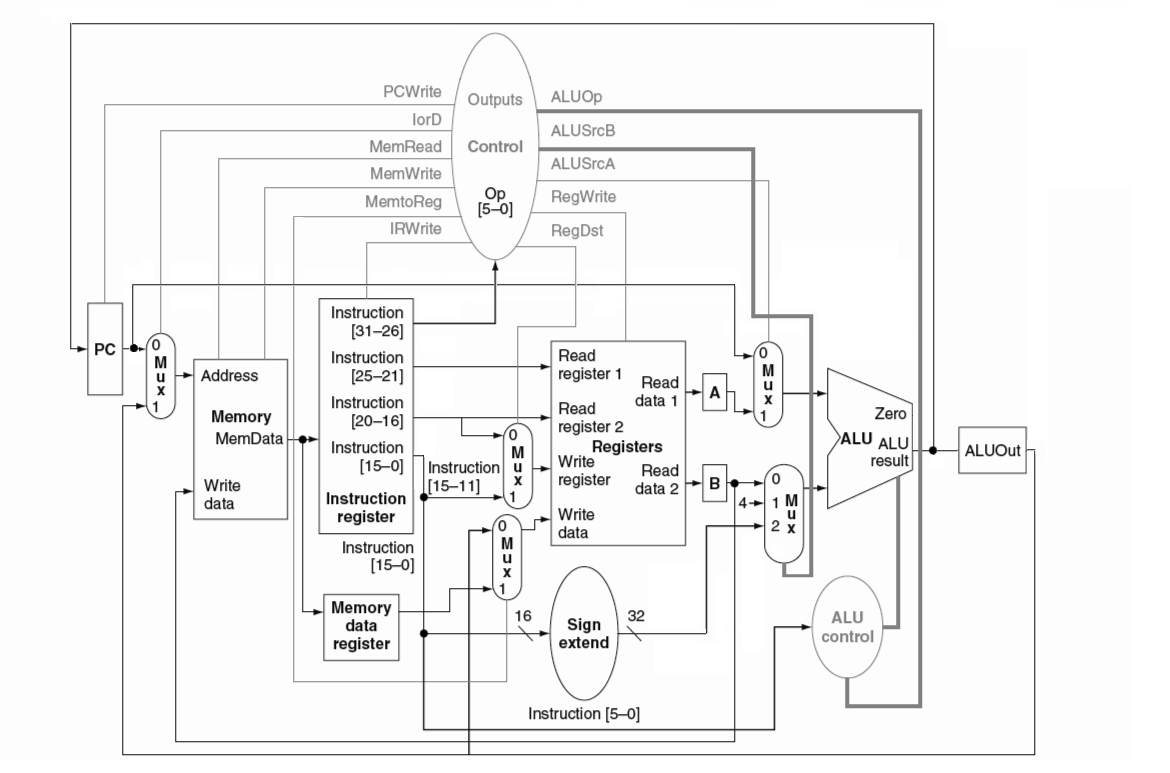 PCWrite
IorD
MemRead
MemWrite
MemtoReg
IRWrite
Outputs
Control
Op
[5–0]
ALUOp
ALUSrcB
ALUSrcA
RegWrite
RegDst
PC
0
M
u
x
1
Address
Memory
MemData
Write
data
Instruction
[31–26]
Instruction
[25–21]
Instruction
[20–16]
Instruction
[15–0]
Instruction
register
Instruction
[15–11]
Instruction
[15–0]
Memory
data
register
0
M
u
x
1
0
M
u
x
1
Read
register 1
Read
register 2
Registers
Write
register
Write
data
Read
data 1
Read
data 2
16
Sign
extend
32
Instruction [5–0]
A
B
4
0
M
u
x
1
0
1
2
M
u
x
Zero
ALU
ALU
result
ALUOut
ALU
control